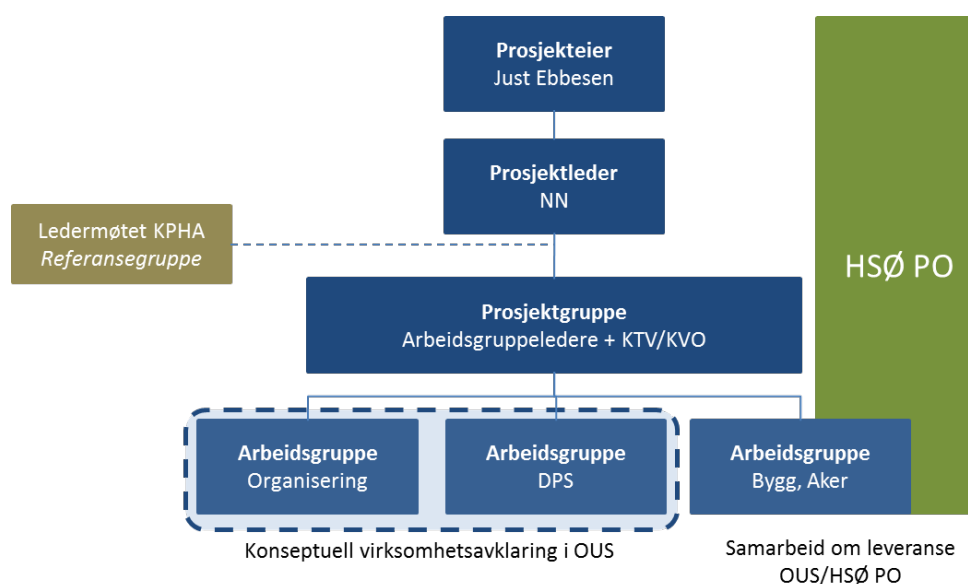 Prosjekteier
Just Ebbesen
Prosjektleder
NN
Ledermøtet KPHA
Referansegruppe
HSØ PO
Prosjektgruppe
Arbeidsgruppeledere + KTV/KVO
Arbeidsgruppe
Organisering
Arbeidsgruppe
DPS
Arbeidsgruppe
Bygg, Aker
Konseptuell virksomhetsavklaring i OUS
Samarbeid om leveranse
OUS/HSØ PO